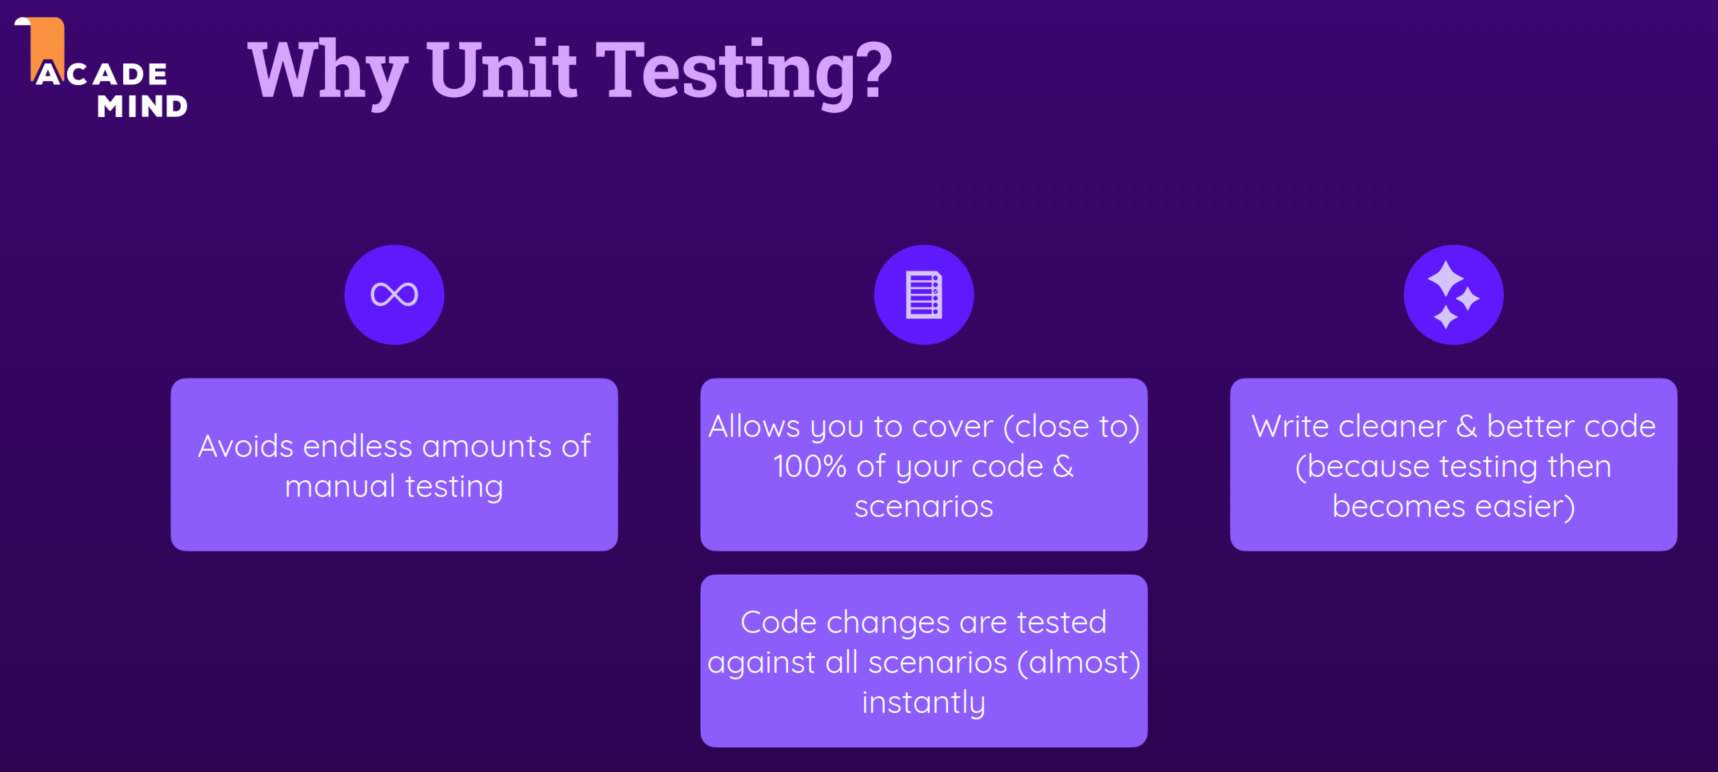 ACADE
MIND
Why Unit Testing?
Avoids endless amounts of
manual testing
Allows you to cover (close to)
100% of your code &
scenarios
Code changes are tested
against all scenarios (almost)
instantly
Write cleaner & better code
(because testing then
becomes easier)